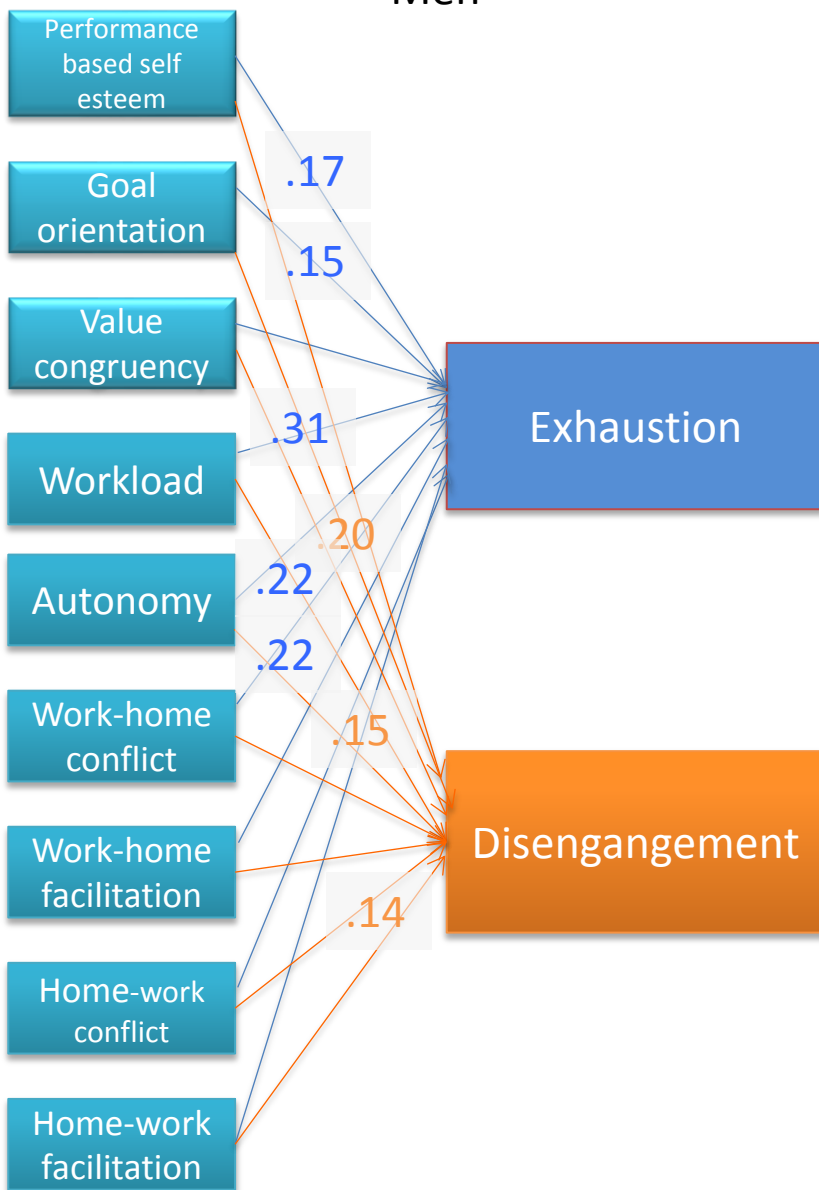 Men
Performance
based self
esteem
.17
Goal
orientation
.15
Value
congruency
Exhaustion
.31
Workload
.20
.22
Autonomy
.22
Work-home
conflict
.15
Disengangement
Work-home
facilitation
.14
Home-work
conflict
Home-work
facilitation